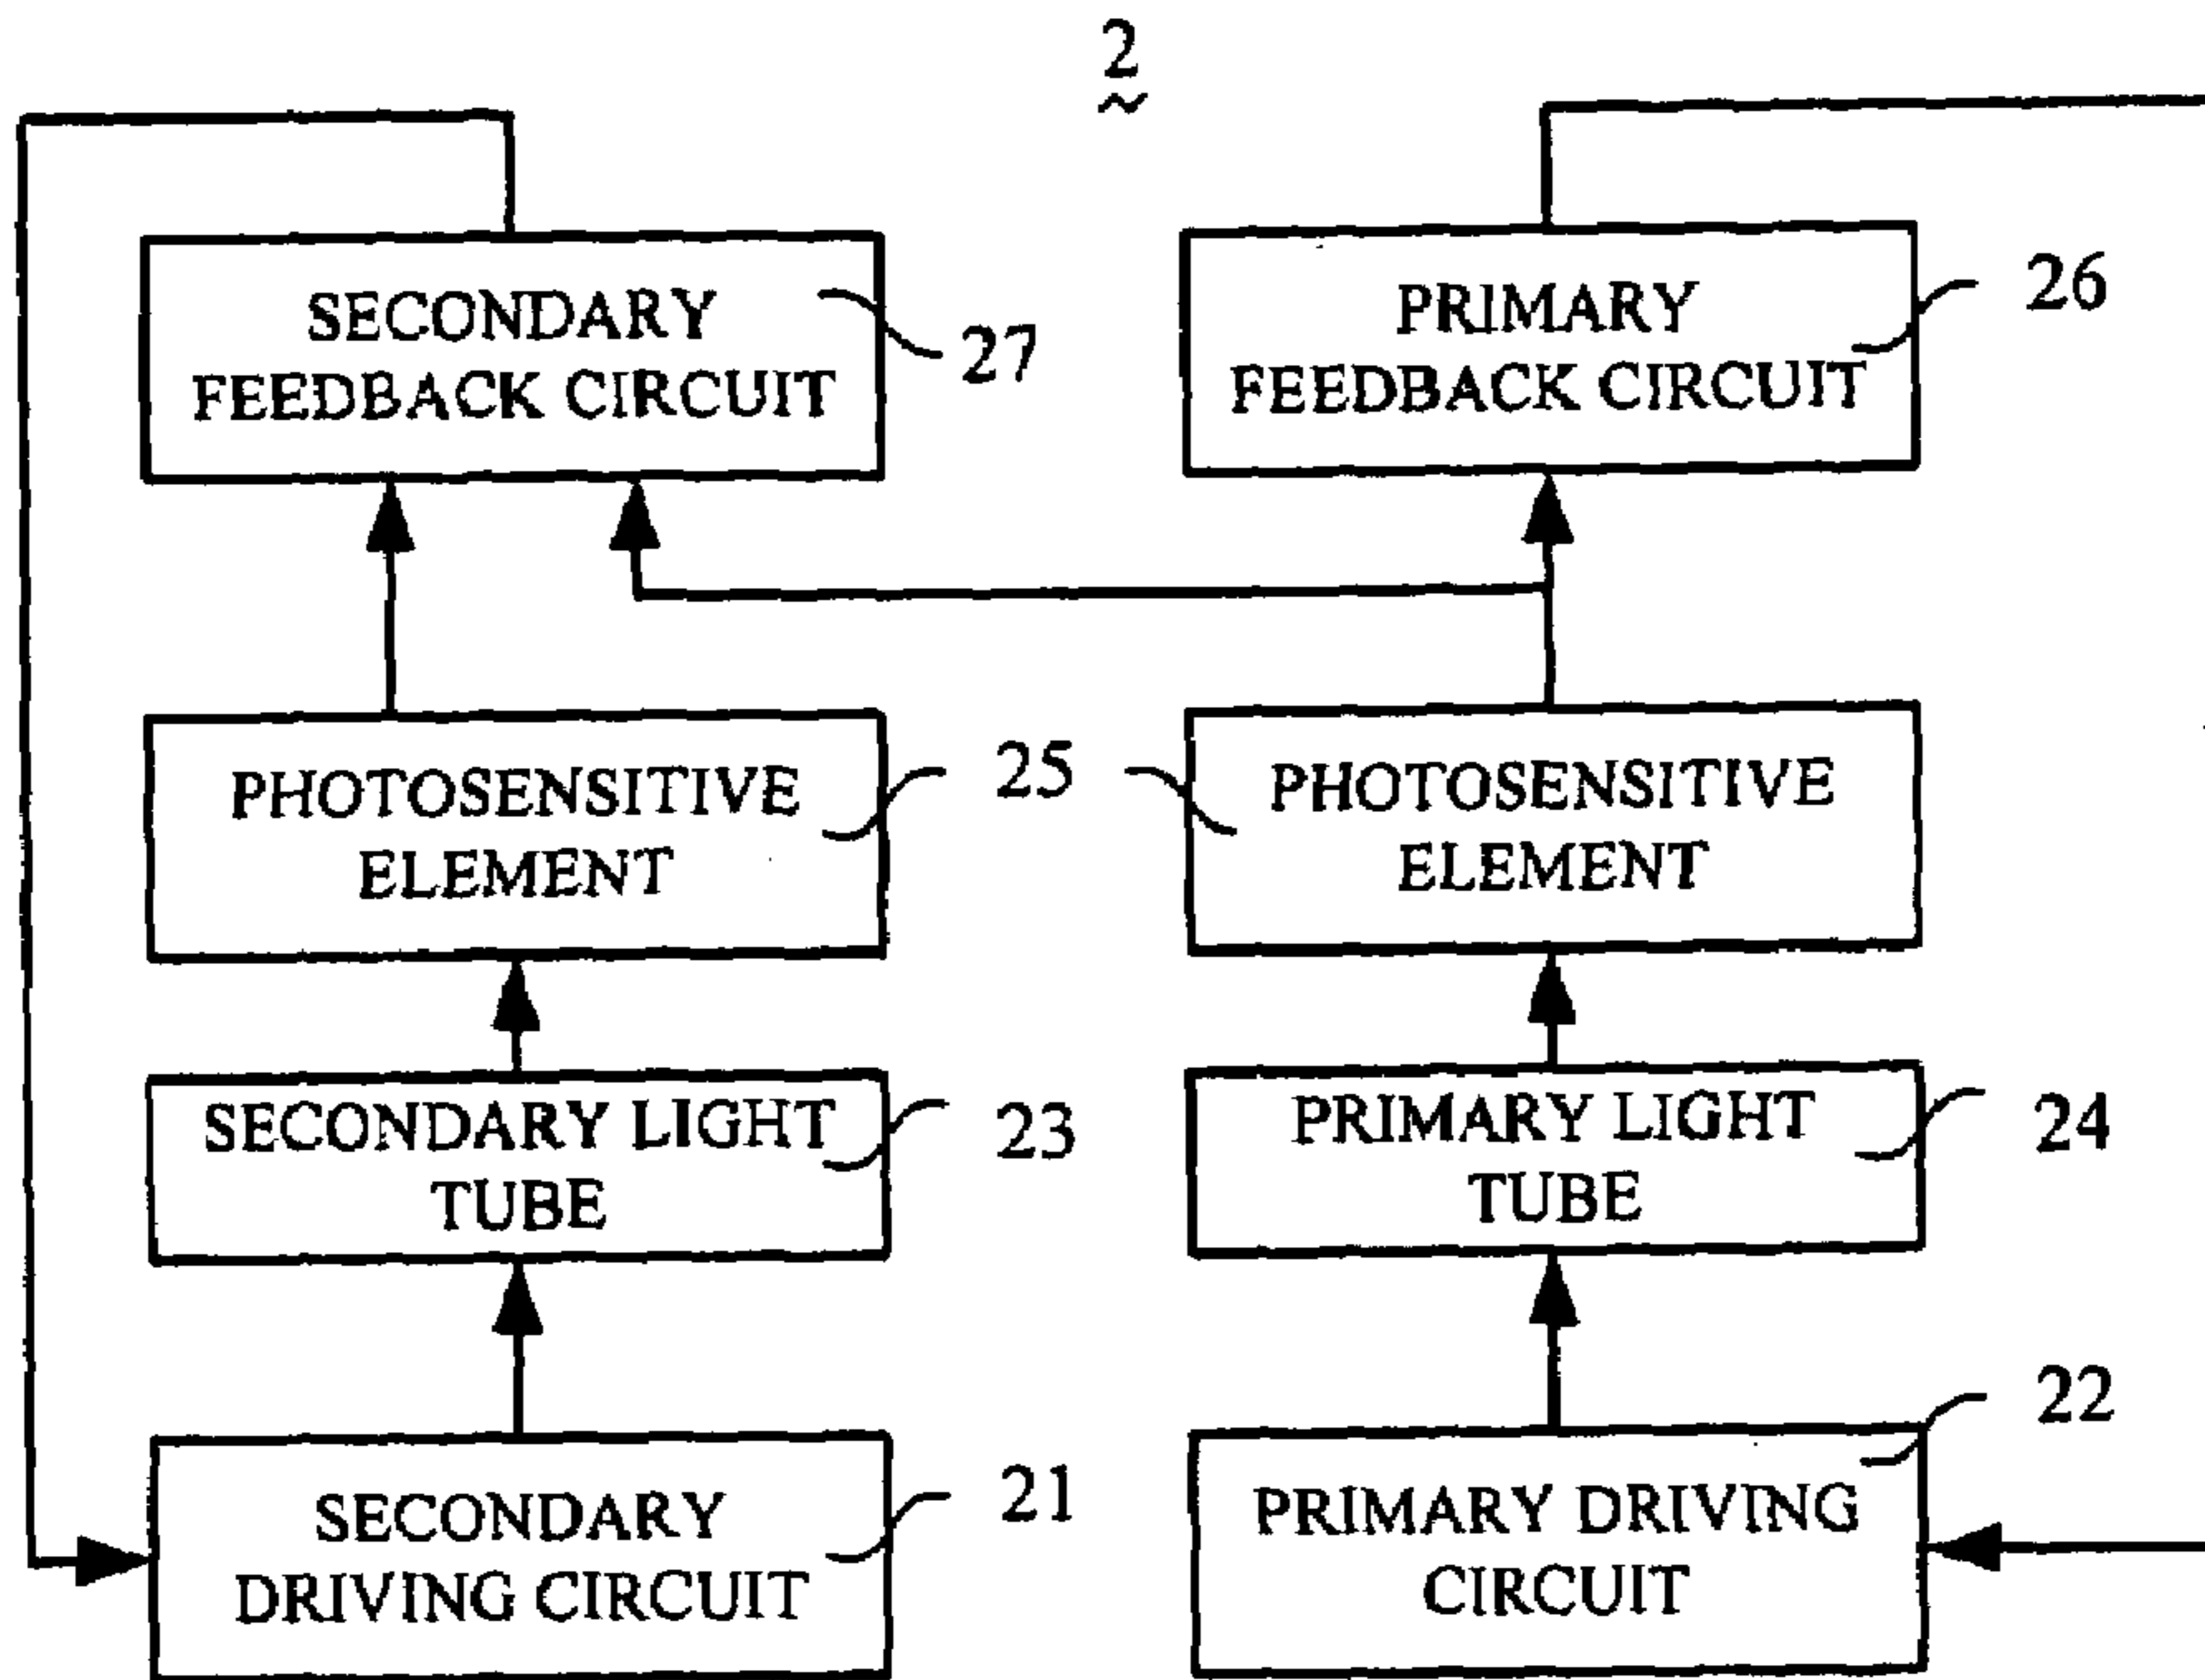 2
SECONDARY
FEEDBACK CIRCUIT
27
PRIMARY
FEEDBACK CIRCUIT
26
PHOTOSENSITIVE
ELEMENT
25
PHOTOSENSITIVE
ELEMENT
SECONDARY LIGHT
TUBE
23
PRIMARY LIGHT
TUBE
24
SECONDARY
DRIVING CIRCUIT
21
PRIMARY DRIVING
CIRCUIT
22